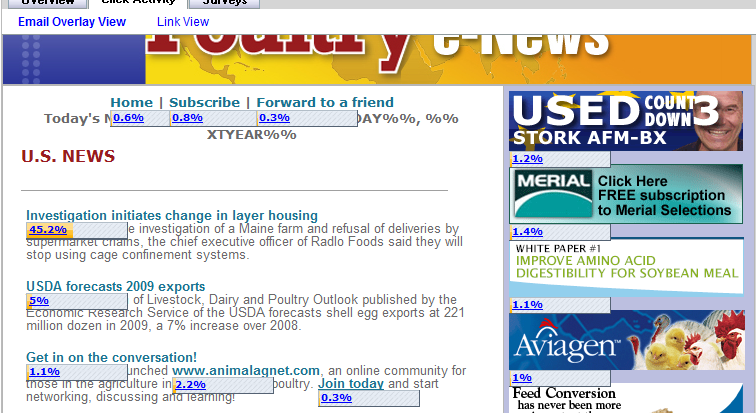 Overview Click Activity Surveys
Email Overlay View Link View
Poultry e-News
Home | Subscribe | Forward to a friend
Today's N DAY%%, %%
0.6% 0.8% 0.3%
XTYEAR%%
U.S. NEWS
Investigation initiates change in layer housing
45.2% e investigation of a Maine farm and refusal of deliveries by
supermarket chains, the chief executive officer of Radlo Foods said they will
stop using cage confinement systems.
USDA forecasts 2009 exports
5% of Livestock, Dairy and Poultry Outlook published by the
Economic Research Service of the USDA forecasts shell egg exports at 221
million dozen in 2009, a 7% increase over 2008.
Get in on the conversation!
1.1% unched www.animalagnet.com, an online community for
those in the agriculture in 2.2% poultry. Join today and start
networking, discussing and learning!
0.3%
USED COUNT DOWN 3
STORK AFM-BX
1.2%
MERIAL
Click Here
FREE subscription
to Merial Selections
1.4%
WHITE PAPER #1
IMPROVE AMINO ACID
DIGESTIBILITY FOR SOYBEAN MEAL
1.1%
Aviagen™
1%
Feed Conversion
has never been more